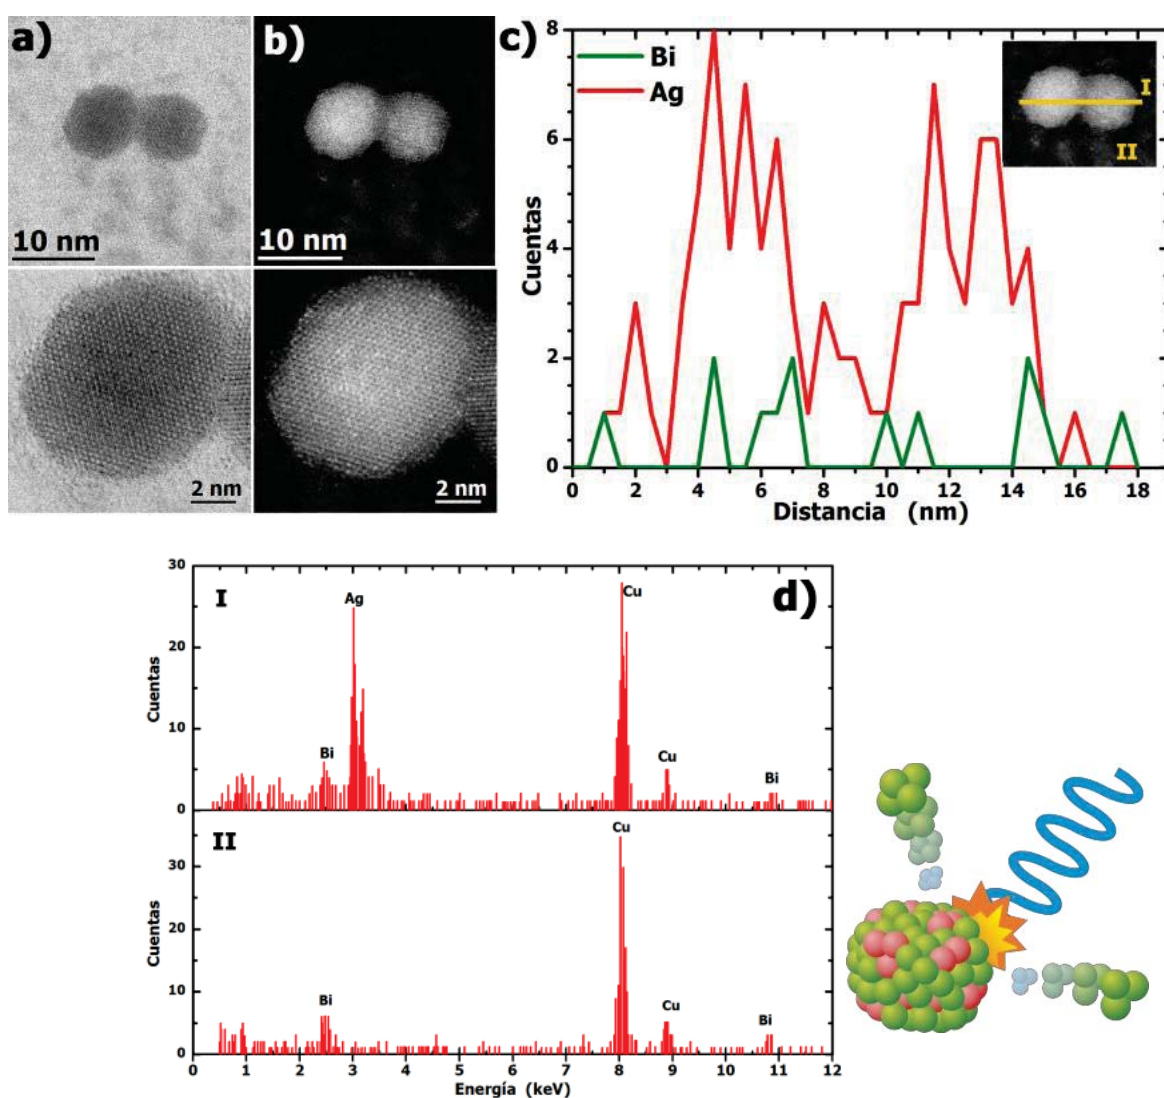 a)
10 nm
2 nm
b)
10 nm
2 nm
c)
Bi
Ag
I
II
Cuentas
8
6
4
2
0
0 2 4 6 8 10 12 14 16 18
Distancia (nm)
d)
I
Ag
Bi
Cu
Cu
Bi
Cuentas
30
20
10
0
II
Cu
Bi
Cu
Bi
Cuentas
30
20
10
0
0 1 2 3 4 5 6 7 8 9 10 11 12
Energía (keV)